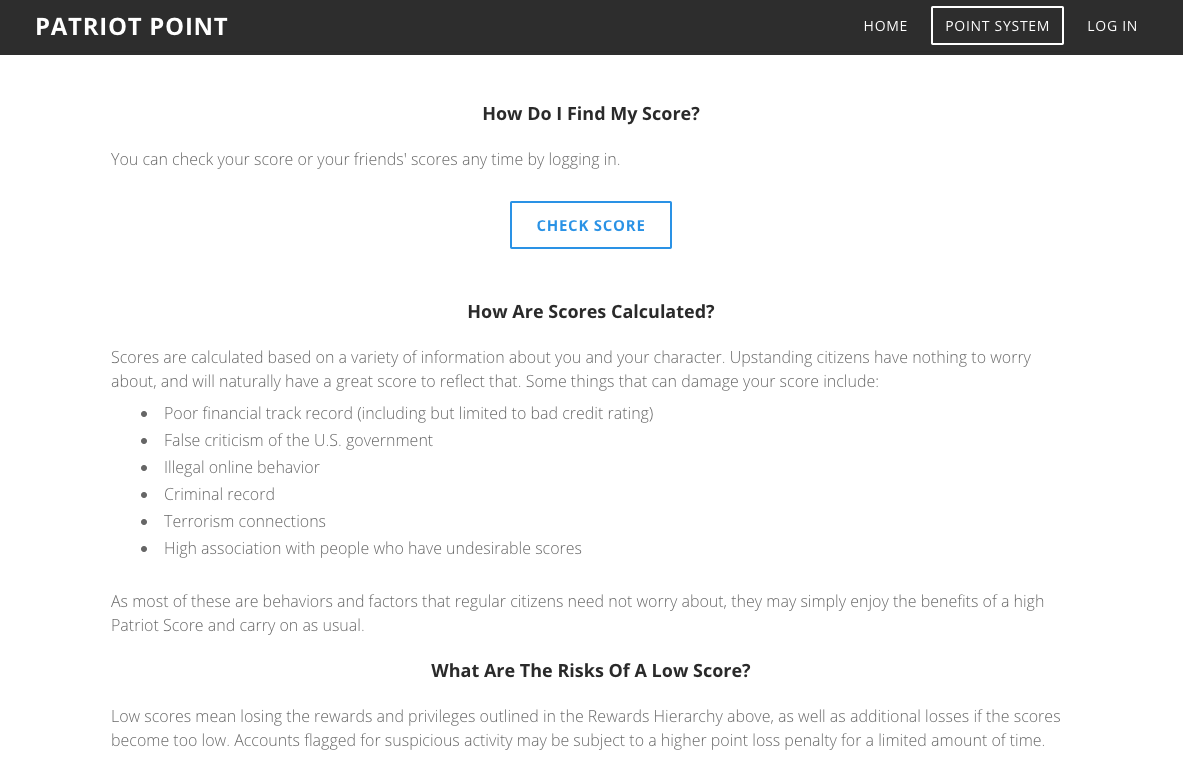 PATRIOT POINT
HOME
POINT SYSTEM
LOG IN
How Do I Find My Score?
You can check your score or your friends' scores any time by logging in.
CHECK SCORE
How Are Scores Calculated?
Scores are calculated based on a variety of information about you and your character. Upstanding citizens have nothing to worry
about, and will naturally have a great score to reflect that. Some things that can damage your score include:
• Poor financial track record (including but limited to bad credit rating)
• False criticism of the U.S. government
• Illegal online behavior
• Criminal record
• Terrorism connections
• High association with people who have undesirable scores
As most of these are behaviors and factors that regular citizens need not worry about, they may simply enjoy the benefits of a high
Patriot Score and carry on as usual.
What Are The Risks Of A Low Score?
Low scores mean losing the rewards and privileges outlined in the Rewards Hierarchy above, as well as additional losses if the scores
become too low. Accounts flagged for suspicious activity may be subject to a higher point loss penalty for a limited amount of time.